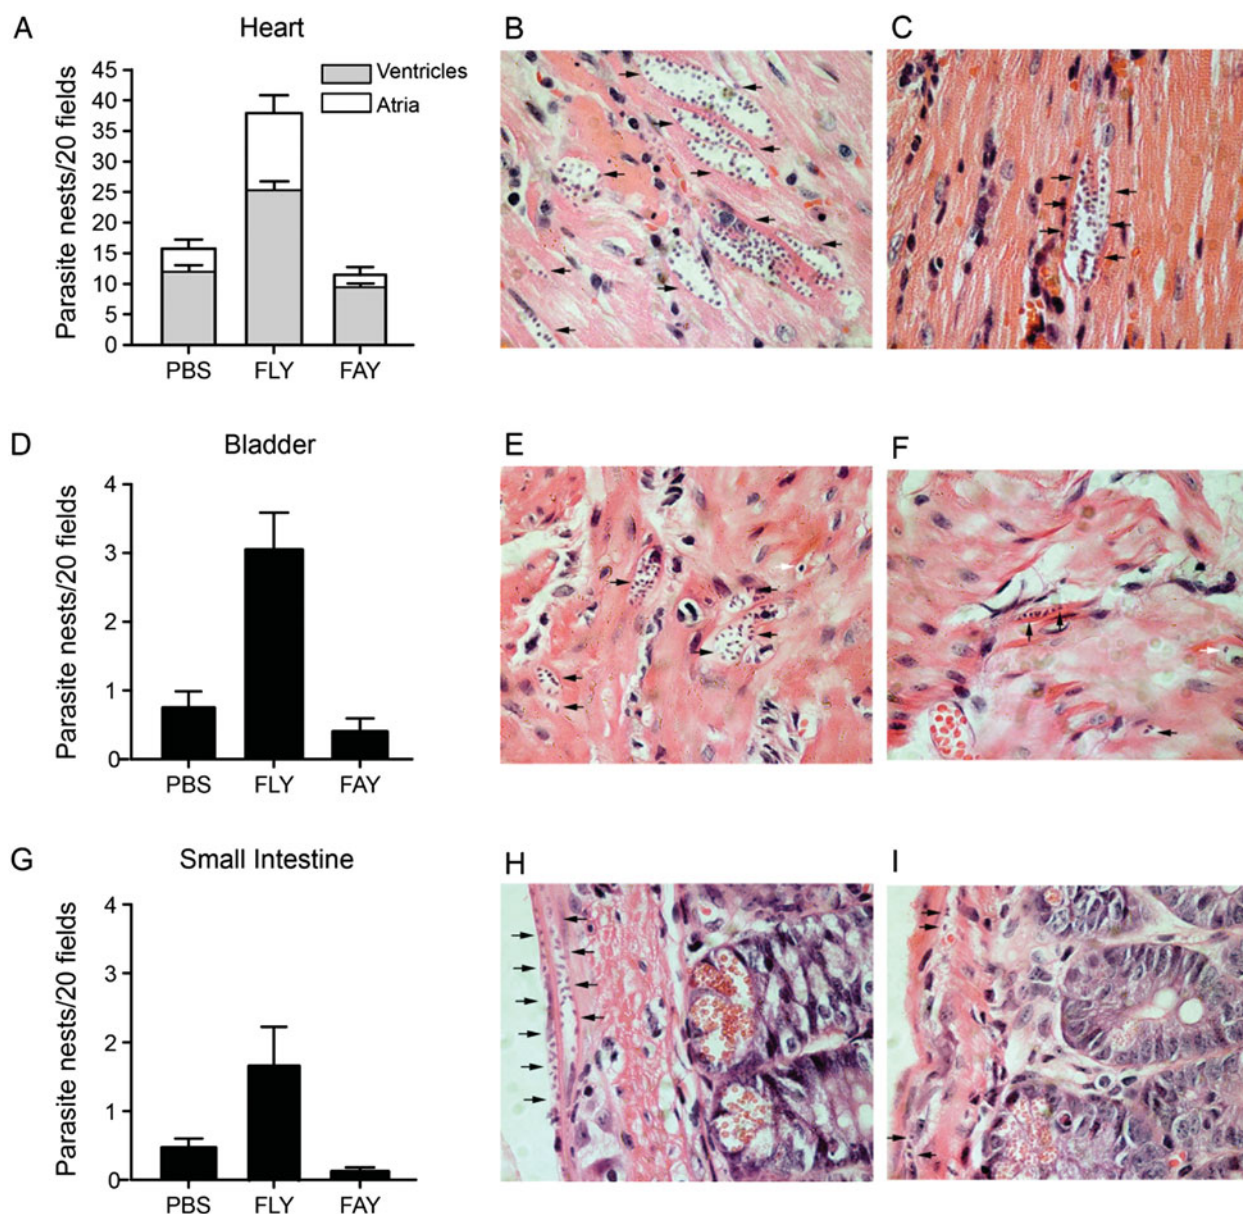 A
Heart
Parasite nests/20 fields
45
40
35
30
25
20
15
10
5
0
Ventricles
Atria
PBS FLY FAY
B
C
D
Bladder
Parasite nests/20 fields
4
3
2
1
0
PBS FLY FAY
E
F
G
Small Intestine
Parasite nests/20 fields
4
3
2
1
0
PBS FLY FAY
H
I